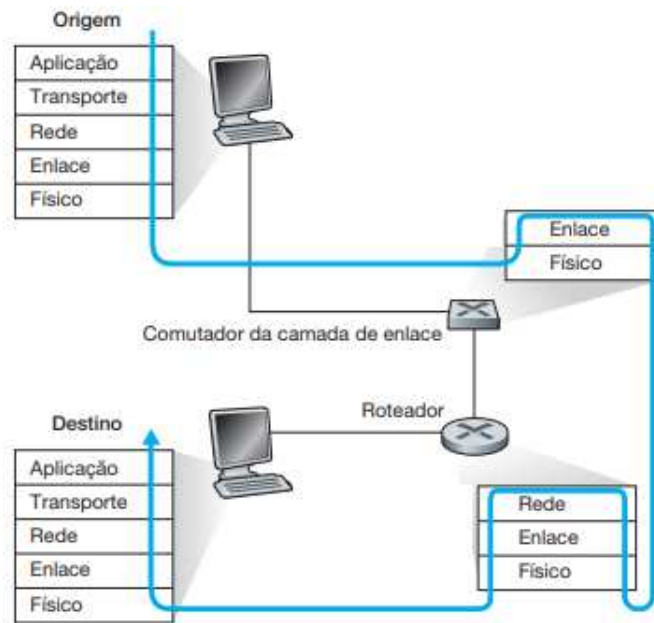 Origem
Aplicação
Transporte
Rede
Enlace
Físico
Enlace
Físico
Comutador da camada de enlace
Roteador
Destino
Aplicação
Transporte
Rede
Enlace
Físico
Rede
Enlace
Físico